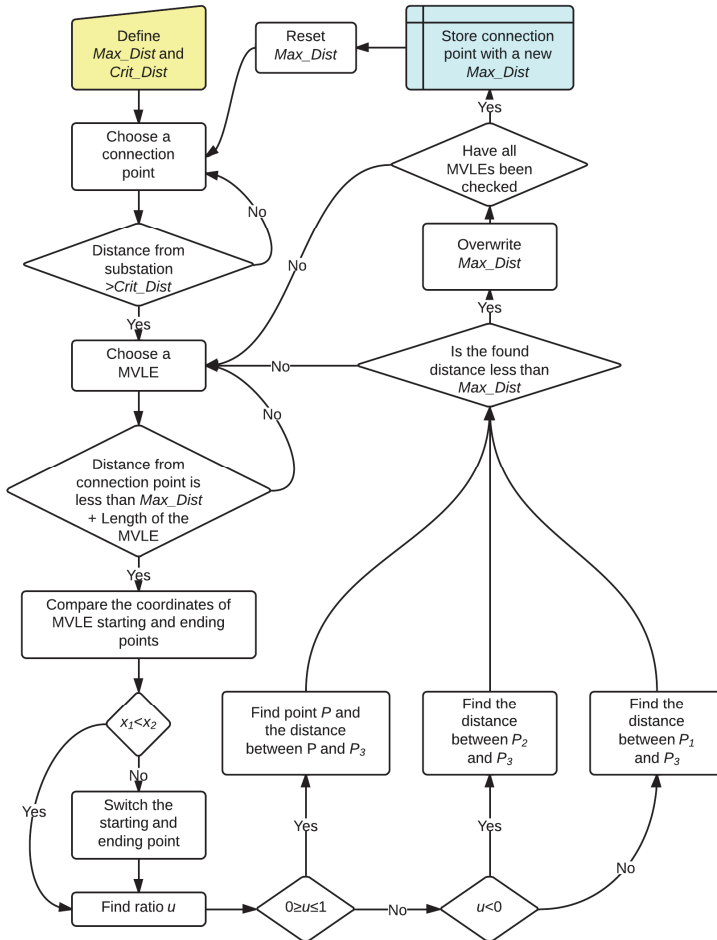 Define
Max_Dist and
Crit_Dist
Reset
Max_Dist
Store connection
point with a new
Max_Dist
Yes
Choose a
connection
point
Have all
MVLEs been
checked
No
Distance from
substation
>Crit_Dist
Overwrite
Max_Dist
No
Yes
Yes
Choose a
MVLE
No
Is the found
distance less than
Max_Dist
No
Distance from
connection point is
less than Max_Dist
+ Length of the
MVLE
Yes
Compare the coordinates of
MVLE starting and ending
points
x₁<x₂
Find point P and
the distance
between P and P₃
Find the
distance
between P₂
and P₃
Find the
distance
between P₁
and P₃
No
Yes
Switch the
starting and
ending point
Yes
Yes
No
Find ratio u
0≥u≤1
No
u<0